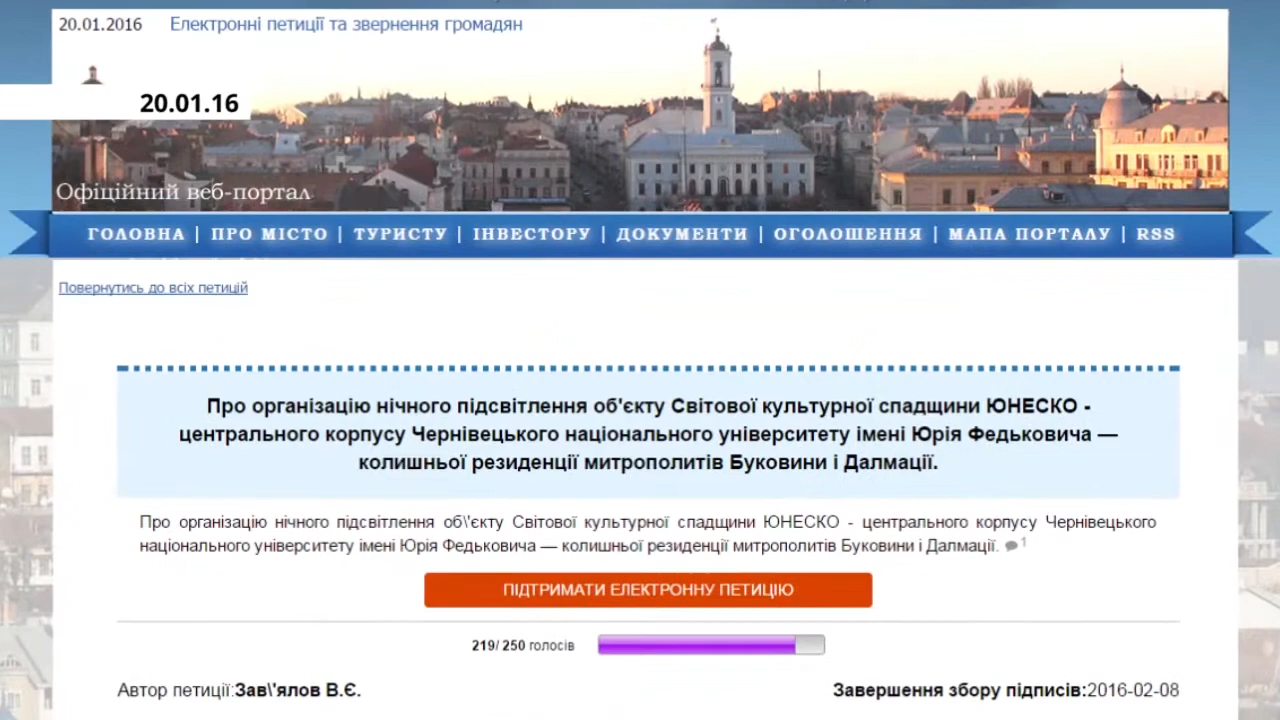 20.01.2016 Електронні петиції та звернення громадян
20.01.16
Офіційний веб-портал
ГОЛОВНА | ПРО МІСТО | ТУРИСТУ | ІНВЕСТОРУ | ДОКУМЕНТИ | ОГОЛОШЕННЯ | МАПА ПОРТАЛУ | RSS
Повернутись до всіх петицій
Про організацію нічного підсвітлення об'єкту Світової культурної спадщини ЮНЕСКО -
центрального корпусу Чернівецького національного університету імені Юрія Федьковича —
колишньої резиденції митрополитів Буковини і Далмації.
Про організацію нічного підсвітлення об\'єкту Світової культурної спадщини ЮНЕСКО - центрального корпусу Чернівецького
національного університету імені Юрія Федьковича — колишньої резиденції митрополитів Буковини і Далмації. 1
ПІДТРИМАТИ ЕЛЕКТРОННУ ПЕТИЦІЮ
219/ 250 голосів
Автор петиції:Зав\'ялов В.Є. Завершення збору підписів:2016-02-08